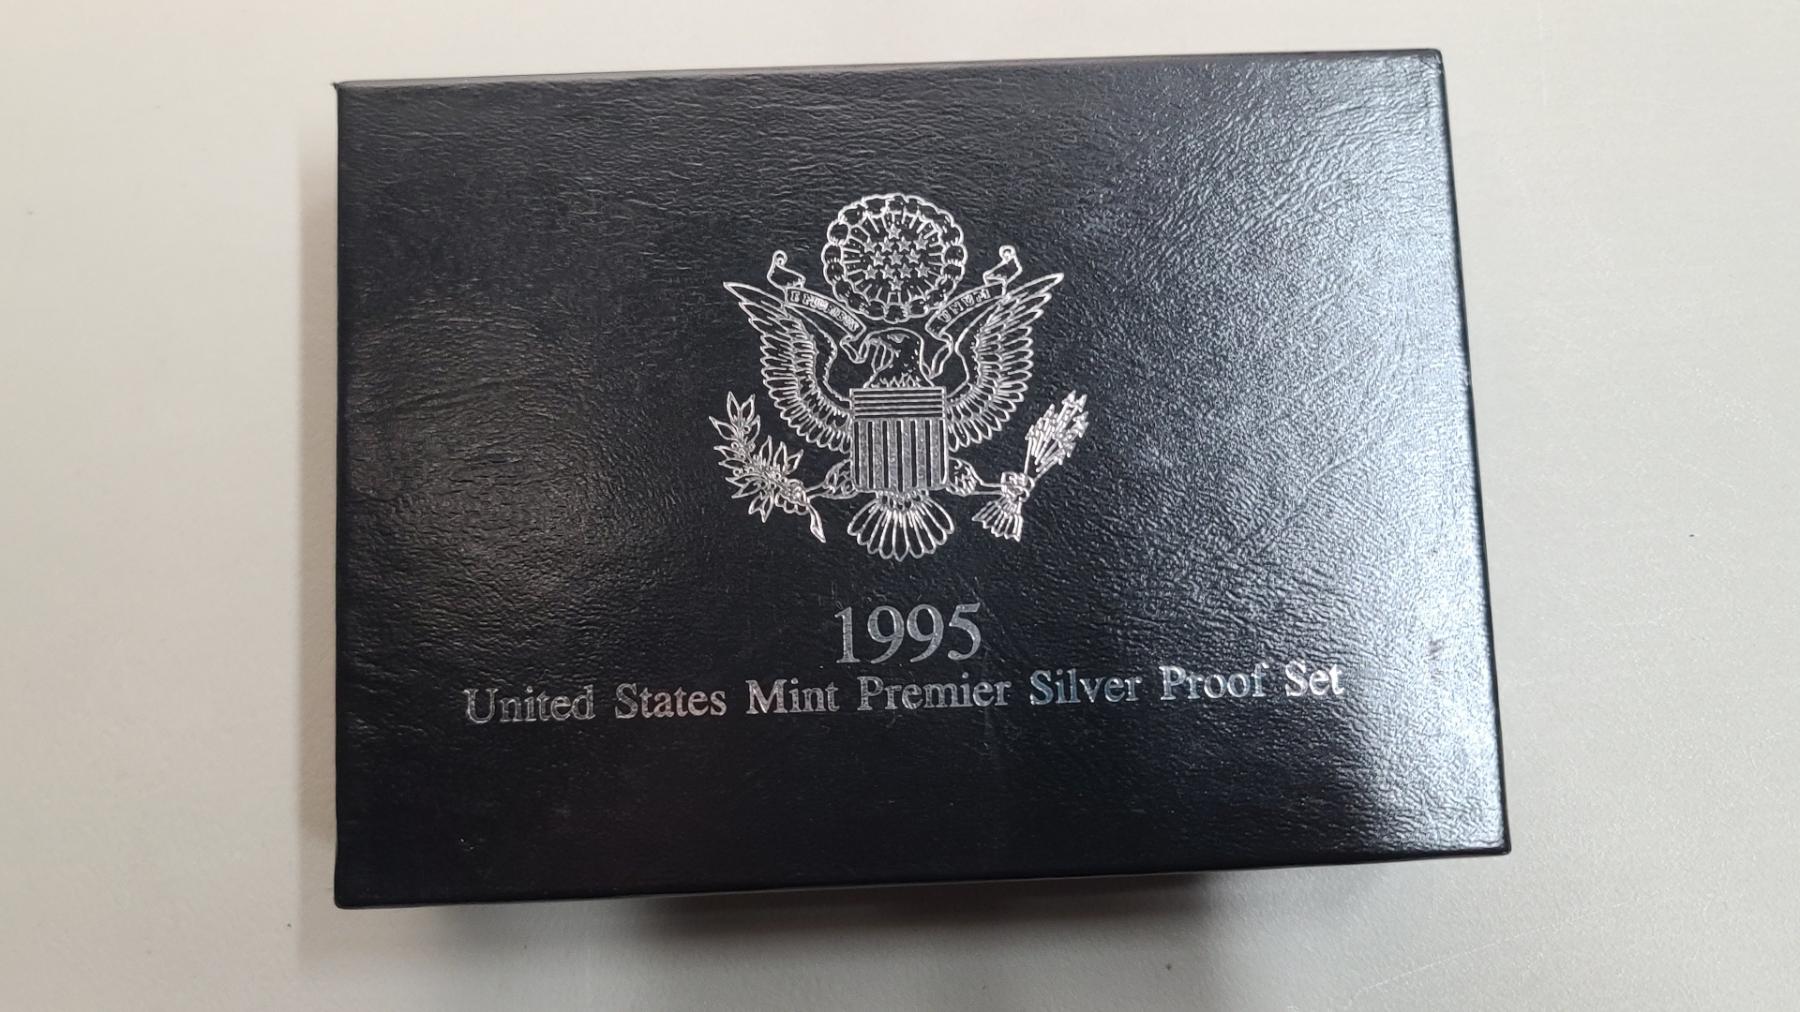 1995
United States Mint Premier Silver Proof Set